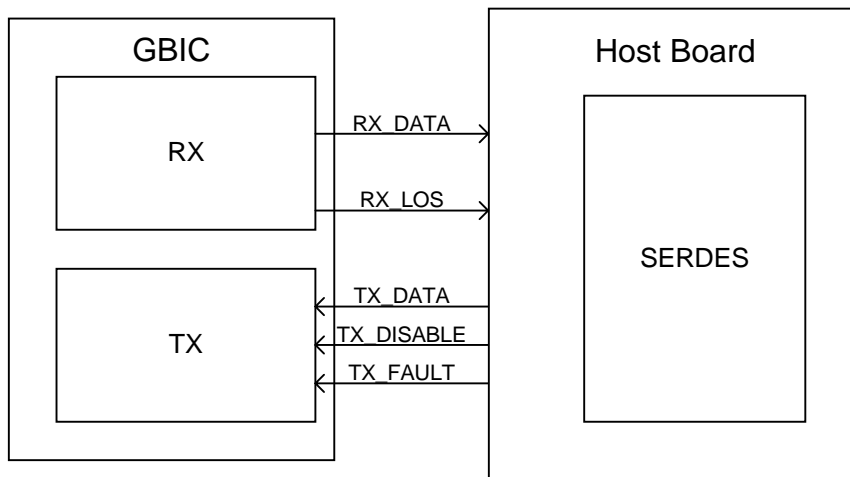 GBIC
Host Board
RX
RX_DATA
RX_LOS
SERDES
TX
TX_DATA
TX_DISABLE
TX_FAULT